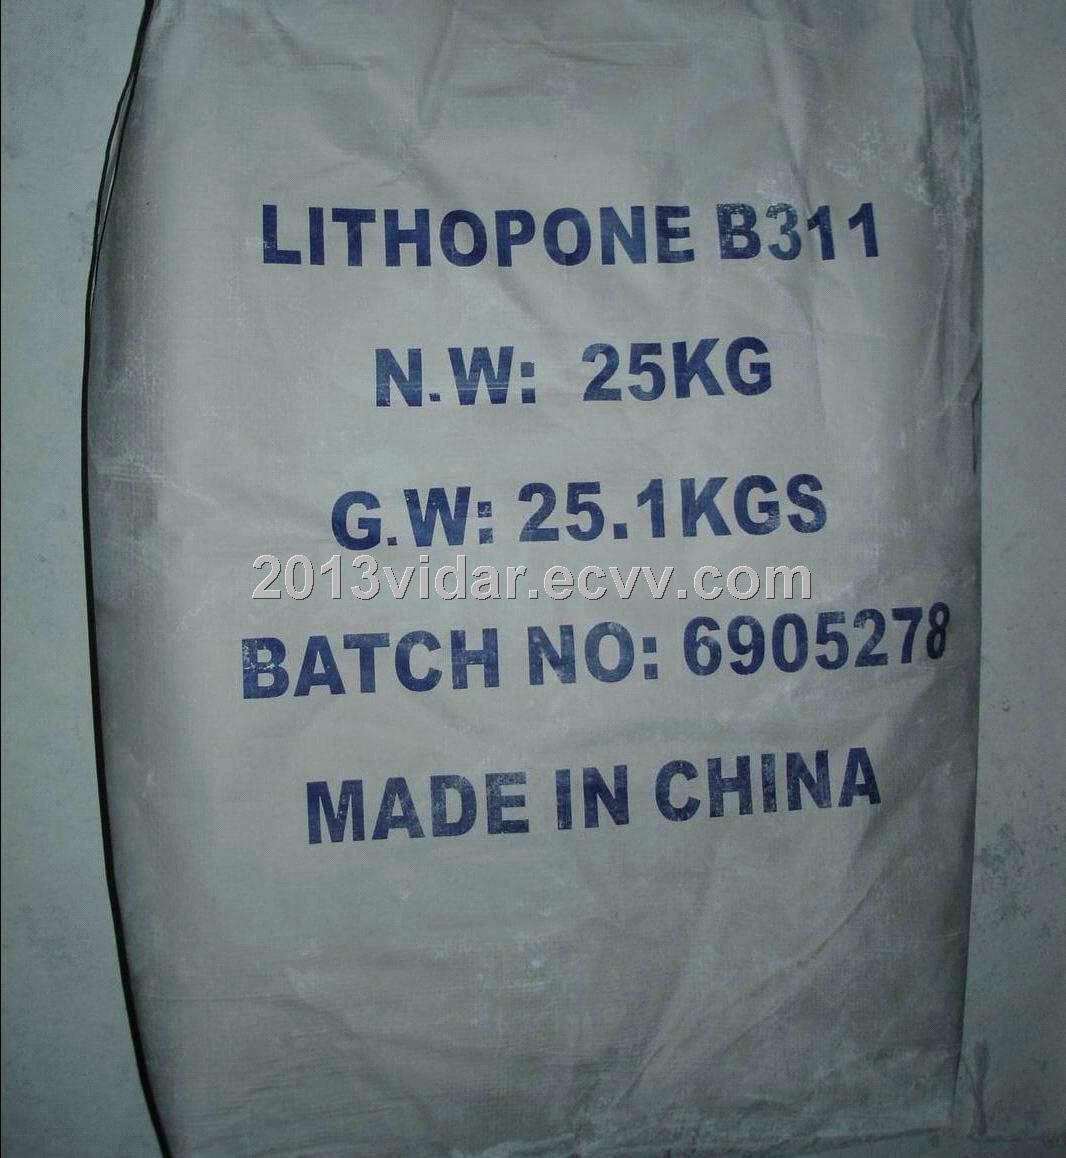 LITHOPONE B311
N.W: 25KG
G.W: 25.1KGS
2013vidar.ecvv.com
BATCH NO: 6905278
MADE IN CHINA